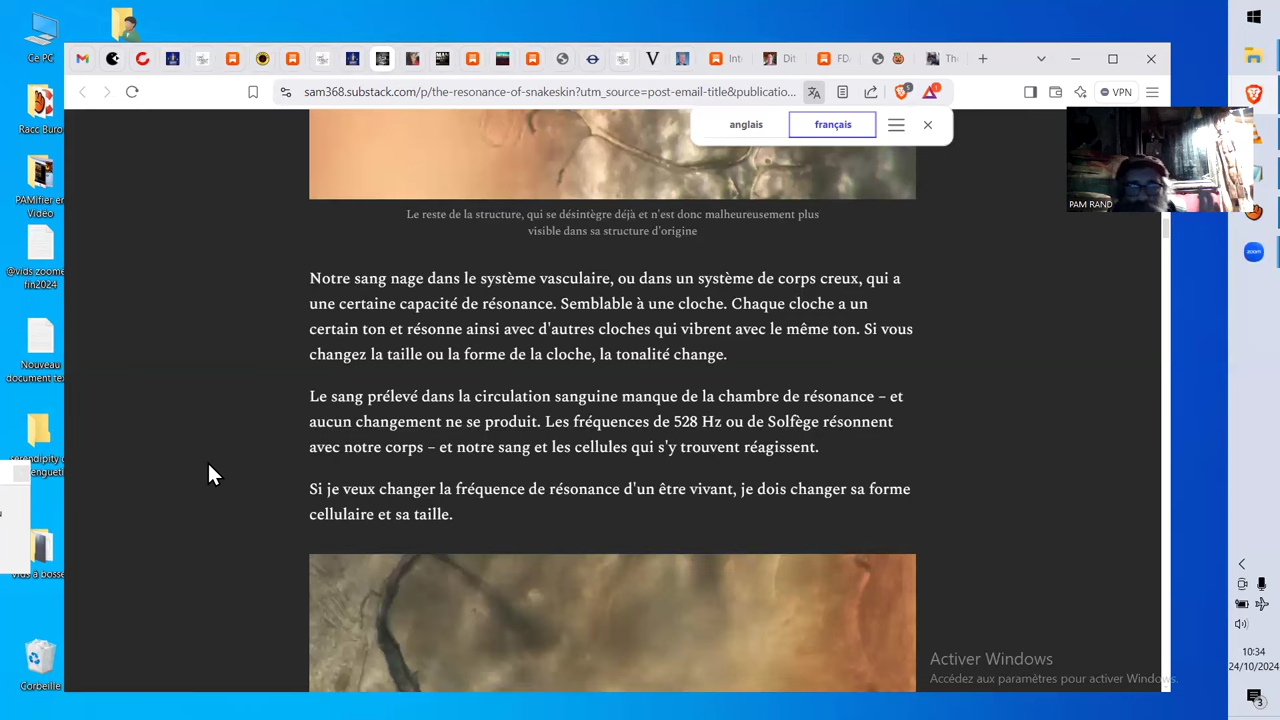 Ce PC
Racc Buro
PAMifier en
Vidéo
@vids zoome
fin2024
Nouveau
document tex
serendipity
Vids à bosse
Corbeille
sam368.substack.com/p/the-resonance-of-snakeskin?utm_source=post-email-title&publicatio...
VPN
anglais
français
PAM RAND
Le reste de la structure, qui se désintègre déjà et n'est donc malheureusement plus
visible dans sa structure d'origine
Notre sang nage dans le système vasculaire, ou dans un système de corps creux, qui a
une certaine capacité de résonance. Semblable à une cloche. Chaque cloche a un
certain ton et résonne ainsi avec d'autres cloches qui vibrent avec le même ton. Si vous
changez la taille ou la forme de la cloche, la tonalité change.
Le sang prélevé dans la circulation sanguine manque de la chambre de résonance – et
aucun changement ne se produit. Les fréquences de 528 Hz ou de Solfège résonnent
avec notre corps – et notre sang et les cellules qui s'y trouvent réagissent.
Si je veux changer la fréquence de résonance d'un être vivant, je dois changer sa forme
cellulaire et sa taille.
Activer Windows
Accédez aux paramètres pour activer Windows.
zoom
10:34
24/10/2024
3